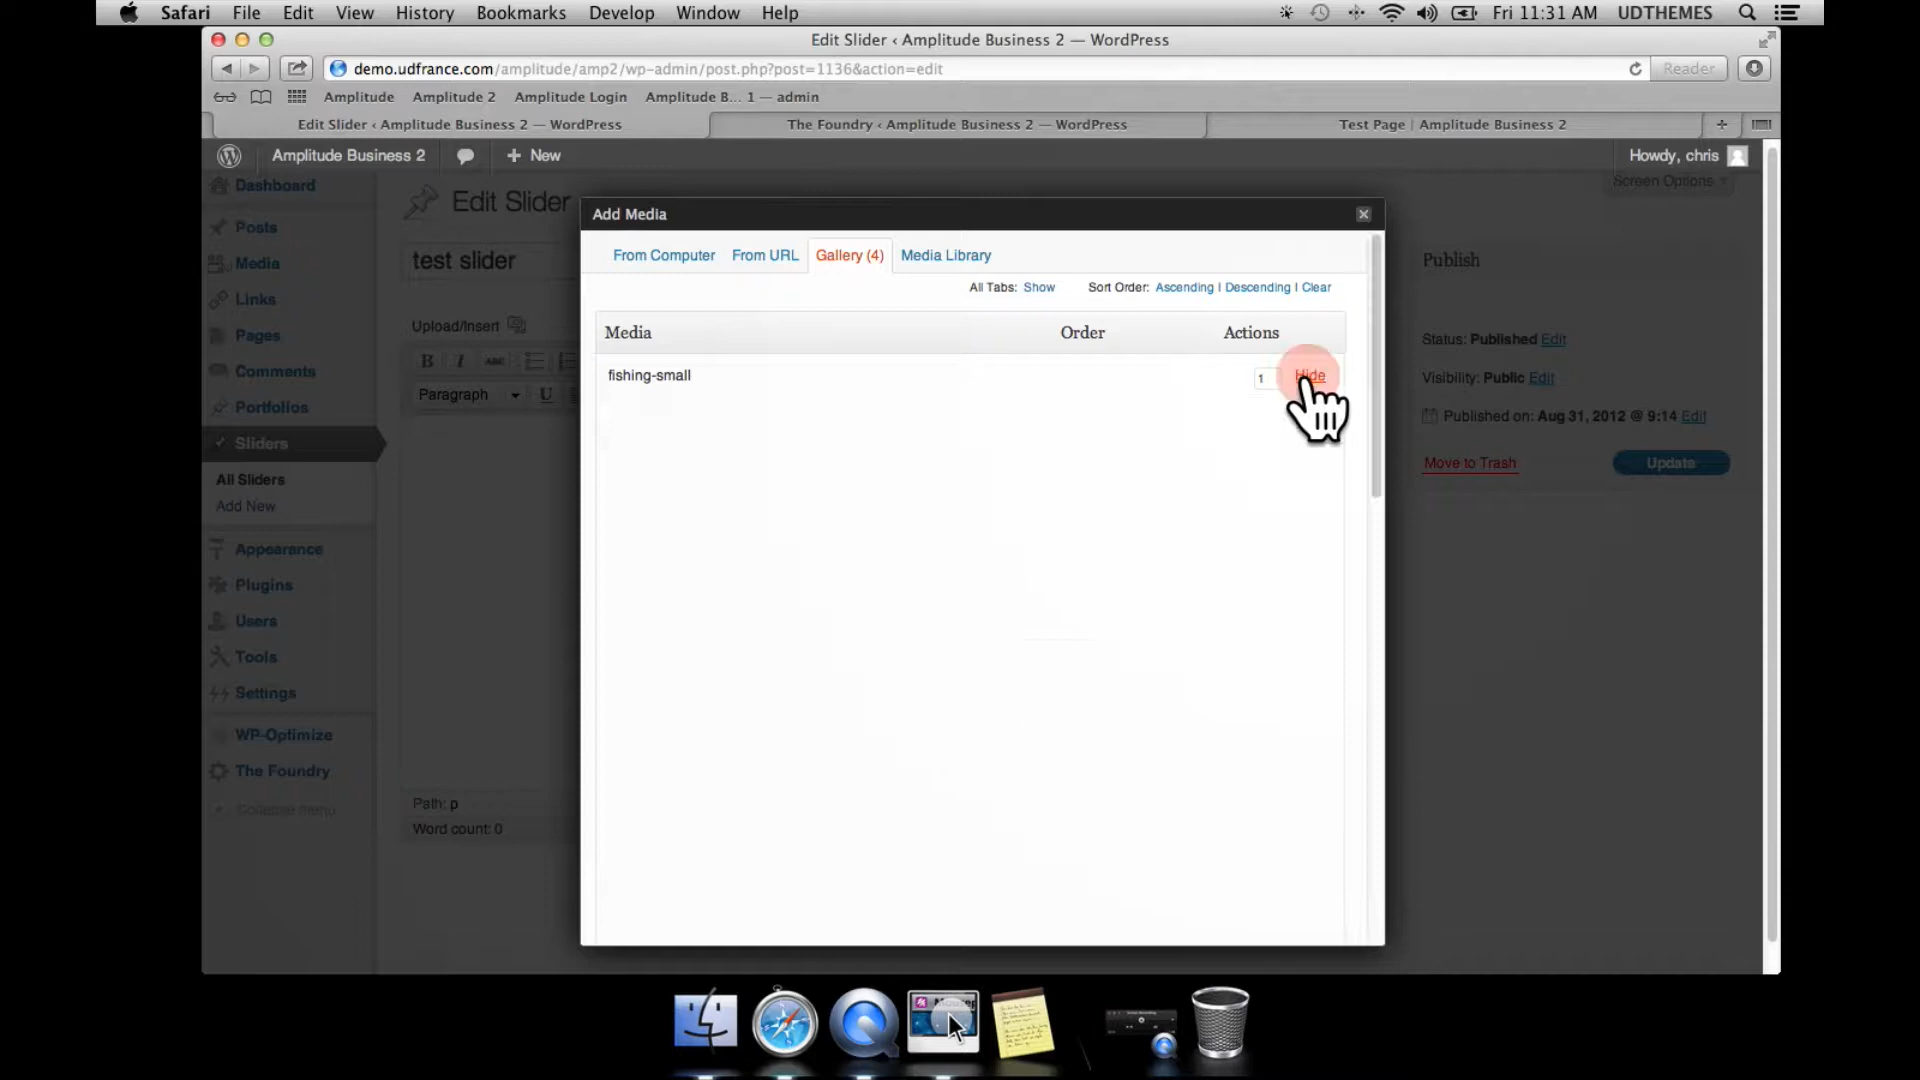 Safari File Edit View History Bookmarks Develop Window Help Fri 11:31 AM UDTHEMES
Edit Slider ‹ Amplitude Business 2 — WordPress
demo.udfrance.com/amplitude/amp2/wp-admin/post.php?post=1136&action=edit Reader
Amplitude Amplitude 2 Amplitude Login Amplitude B... 1 — admin
Edit Slider ‹ Amplitude Business 2 — WordPress The Foundry ‹ Amplitude Business 2 — WordPress Test Page | Amplitude Business 2
Amplitude Business 2 + New Howdy, chris
Screen Options
Dashboard
Posts
Media
Links
Pages
Comments
Portfolios
Sliders
All Sliders
Add New
Appearance
Plugins
Users
Tools
Settings
WP-Optimize
The Foundry
Collapse menu
Edit Slider
test slider
Upload/Insert
B I ABC
Paragraph U
Path: p
Word count: 0
Add Media
From Computer From URL Gallery (4) Media Library
All Tabs: Show Sort Order: Ascending | Descending | Clear
Media Order Actions
fishing-small 1 Hide
Publish
Status: Published Edit
Visibility: Public Edit
Published on: Aug 31, 2012 @ 9:14 Edit
Move to Trash Update